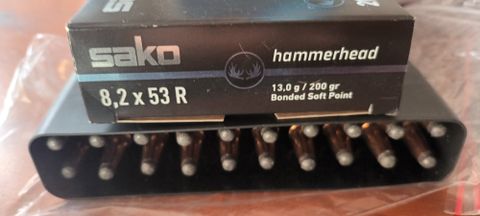 sako
hammerhead
8,2 x 53 R
13,0 g / 200 gr
Bonded Soft Point